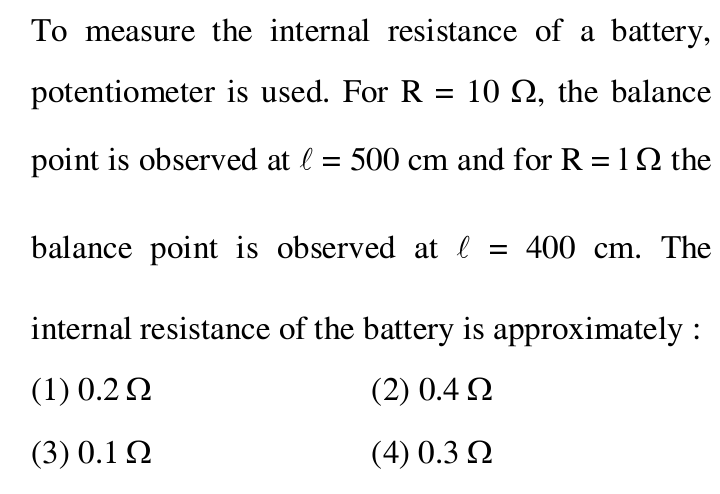 To measure the internal resistance of a battery,
potentiometer is used. For R = 10 Ω, the balance
point is observed at ℓ = 500 cm and for R = 1 Ω the
balance point is observed at ℓ = 400 cm. The
internal resistance of the battery is approximately :
(1) 0.2 Ω (2) 0.4 Ω
(3) 0.1 Ω (4) 0.3 Ω